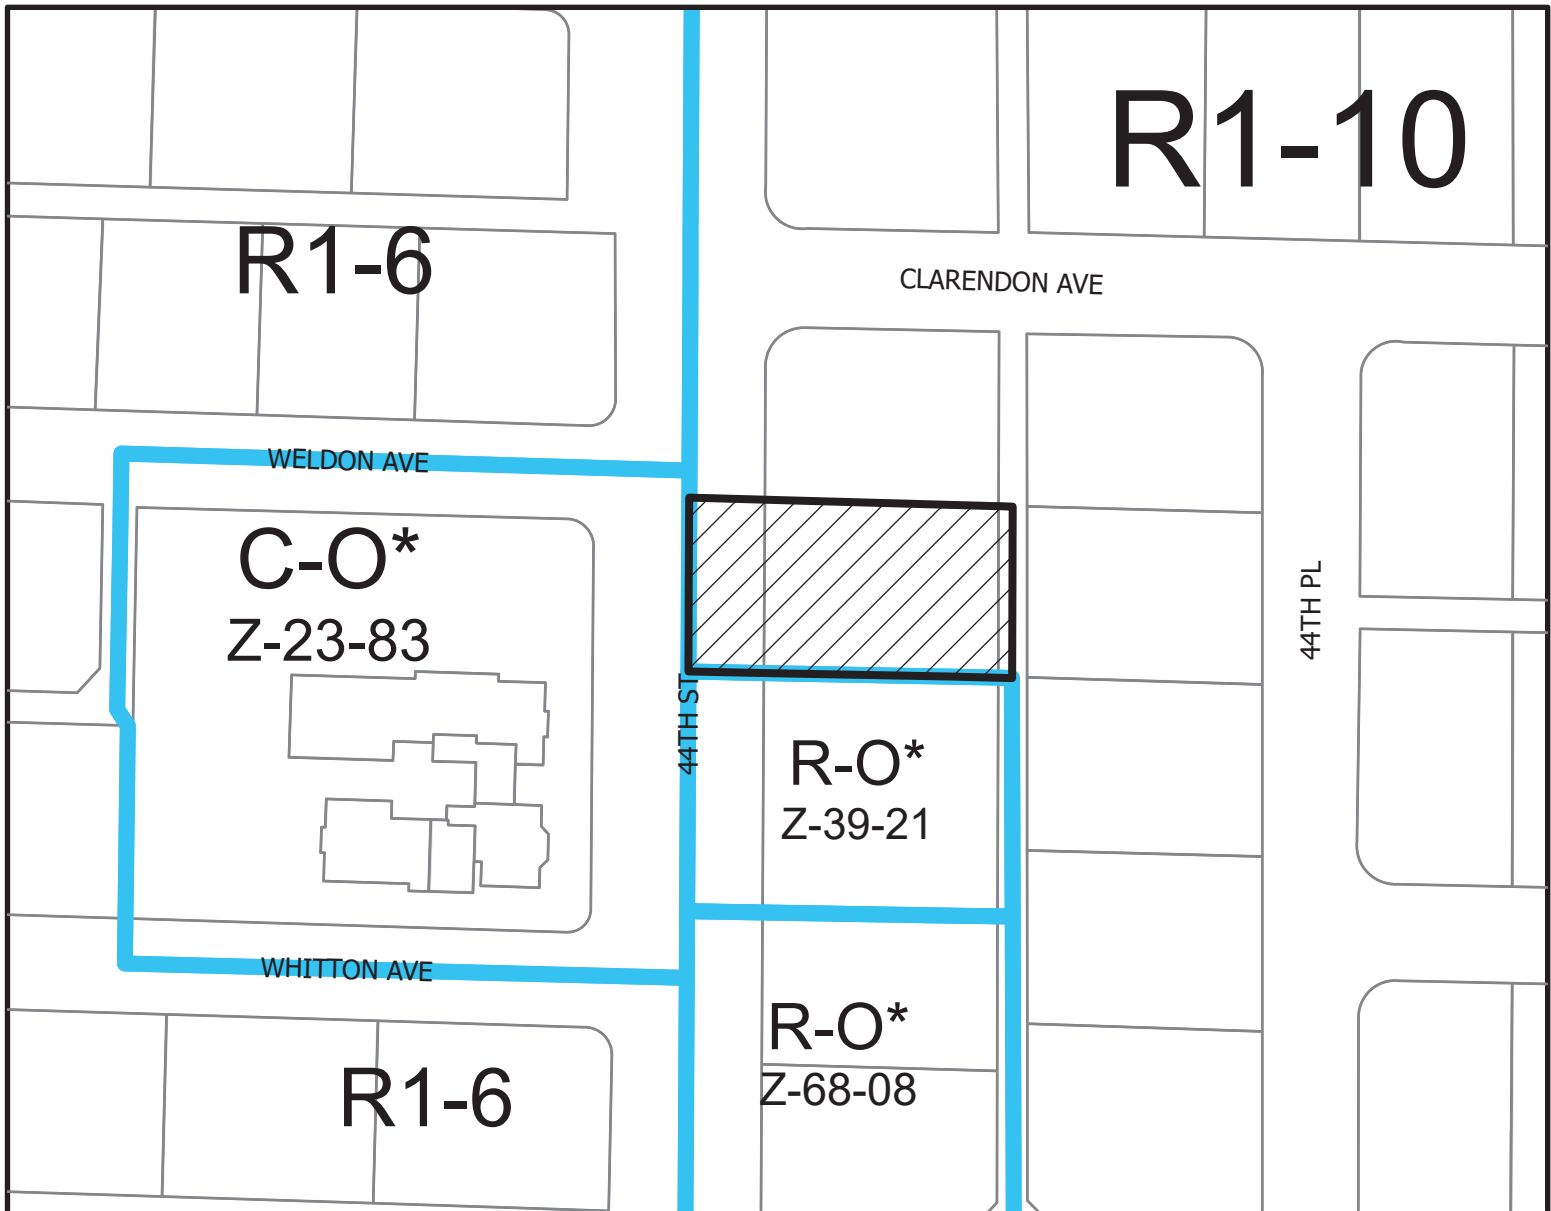 R1-10
R1-6
CLARENDON AVE
WELDON AVE
C-O*
Z-23-83
44TH PL
44TH ST
R-O*
Z-39-21
WHITTON AVE
R-O*
Z-68-08
R1-6